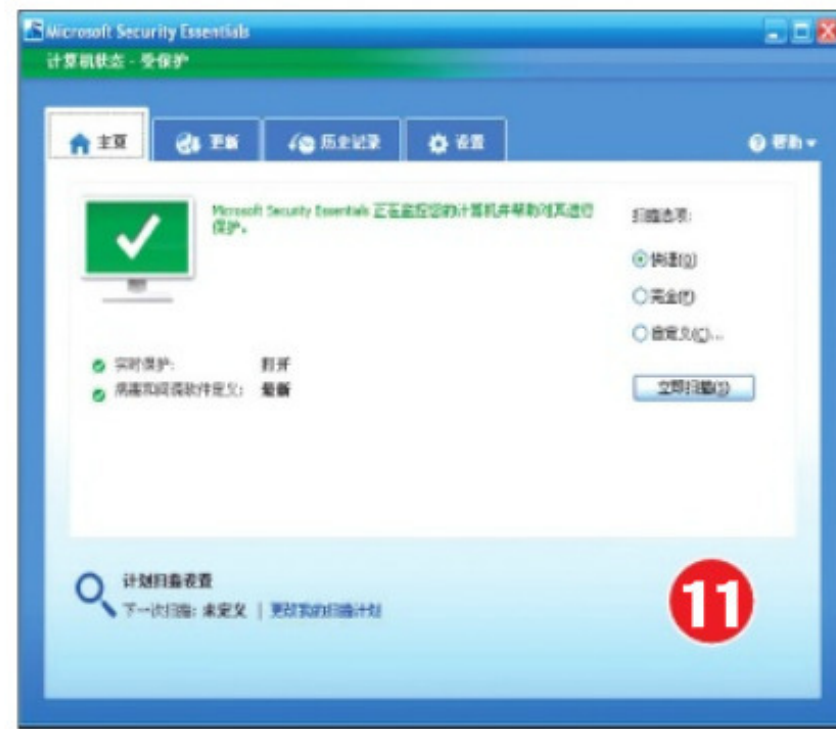 Microsoft Security Essentials
计算机状态 - 受保护
主页
更新
历史记录
设置
帮助
Microsoft Security Essentials 正在监控您的计算机并帮助对其进行
保护。
扫描选项:
快速(Q)
完全(F)
自定义(C)...
实时保护: 打开
病毒和间谍软件定义: 最新
立即扫描(S)
计划扫描设置
下一次扫描: 未定义 | 更改我的扫描计划
11